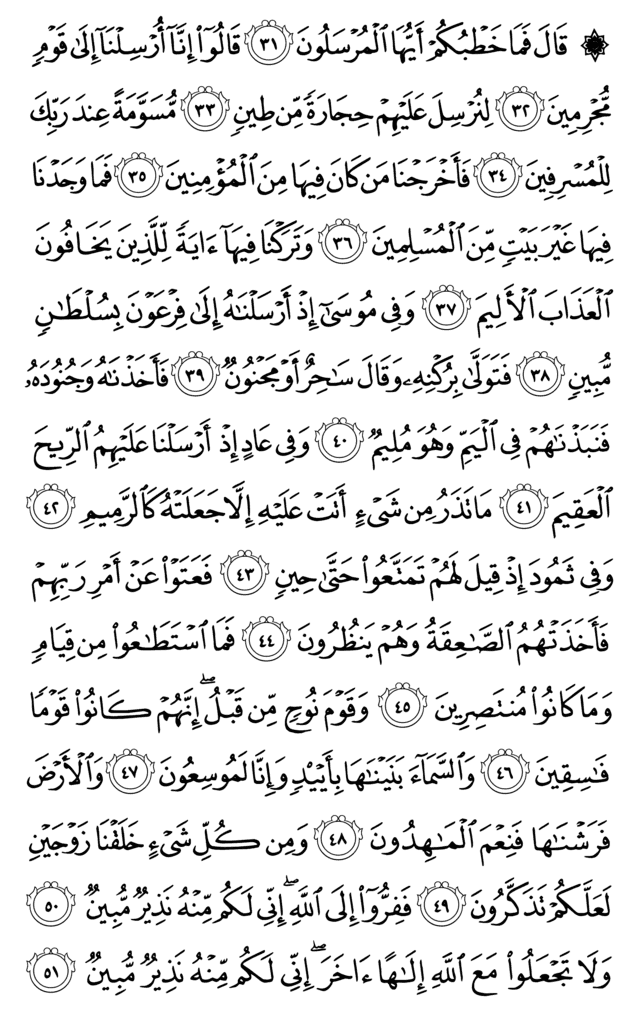 ۞ قَالَ فَمَا خَطْبُكُمْ أَيُّهَا ٱلْمُرْسَلُونَ ٣١ قَالُوٓا۟ إِنَّآ أُرْسِلْنَآ إِلَىٰ قَوْمٍ
مُّجْرِمِينَ ٣٢ لِنُرْسِلَ عَلَيْهِمْ حِجَارَةً مِّن طِينٍ ٣٣ مُّسَوَّمَةً عِندَ رَبِّكَ
لِلْمُسْرِفِينَ ٣٤ فَأَخْرَجْنَا مَن كَانَ فِيهَا مِنَ ٱلْمُؤْمِنِينَ ٣٥ فَمَا وَجَدْنَا
فِيهَا غَيْرَ بَيْتٍ مِّنَ ٱلْمُسْلِمِينَ ٣٦ وَتَرَكْنَا فِيهَآ ءَايَةً لِّلَّذِينَ يَخَافُونَ
ٱلْعَذَابَ ٱلْأَلِيمَ ٣٧ وَفِى مُوسَىٰٓ إِذْ أَرْسَلْنَٰهُ إِلَىٰ فِرْعَوْنَ بِسُلْطَٰنٍ
مُّبِينٍ ٣٨ فَتَوَلَّىٰ بِرُكْنِهِۦ وَقَالَ سَٰحِرٌ أَوْ مَجْنُونٌ ٣٩ فَأَخَذْنَٰهُ وَجُنُودَهُۥ
فَنَبَذْنَٰهُمْ فِى ٱلْيَمِّ وَهُوَ مُلِيمٌ ٤٠ وَفِى عَادٍ إِذْ أَرْسَلْنَا عَلَيْهِمُ ٱلرِّيحَ
ٱلْعَقِيمَ ٤١ مَا تَذَرُ مِن شَىْءٍ أَتَتْ عَلَيْهِ إِلَّا جَعَلَتْهُ كَٱلرَّمِيمِ ٤٢
وَفِى ثَمُودَ إِذْ قِيلَ لَهُمْ تَمَتَّعُوا۟ حَتَّىٰ حِينٍ ٤٣ فَعَتَوْا۟ عَنْ أَمْرِ رَبِّهِمْ
فَأَخَذَتْهُمُ ٱلصَّٰعِقَةُ وَهُمْ يَنظُرُونَ ٤٤ فَمَا ٱسْتَطَٰعُوا۟ مِن قِيَامٍ
وَمَا كَانُوا۟ مُنتَصِرِينَ ٤٥ وَقَوْمَ نُوحٍ مِّن قَبْلُ ۖ إِنَّهُمْ كَانُوا۟ قَوْمًا
فَٰسِقِينَ ٤٦ وَٱلسَّمَآءَ بَنَيْنَٰهَا بِأَيْي۟دٍ وَإِنَّا لَمُوسِعُونَ ٤٧ وَٱلْأَرْضَ
فَرَشْنَٰهَا فَنِعْمَ ٱلْمَٰهِدُونَ ٤٨ وَمِن كُلِّ شَىْءٍ خَلَقْنَا زَوْجَيْنِ
لَعَلَّكُمْ تَذَكَّرُونَ ٤٩ فَفِرُّوٓا۟ إِلَى ٱللَّهِ ۖ إِنِّى لَكُم مِّنْهُ نَذِيرٌ مُّبِينٌ ٥٠
وَلَا تَجْعَلُوا۟ مَعَ ٱللَّهِ إِلَٰهًا ءَاخَرَ ۖ إِنِّى لَكُم مِّنْهُ نَذِيرٌ مُّبِينٌ ٥١